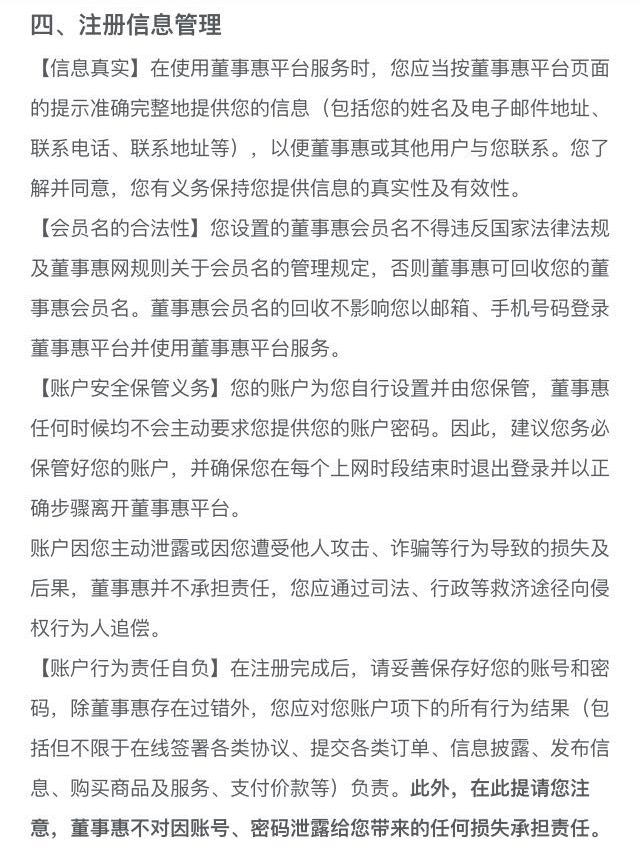 四、注册信息管理
【信息真实】在使用董事惠平台服务时，您应当按董事惠平台页面
的提示准确完整地提供您的信息（包括您的姓名及电子邮件地址、
联系电话、联系地址等），以便董事惠或其他用户与您联系。您了
解并同意，您有义务保持您提供信息的真实性及有效性。
【会员名的合法性】您设置的董事惠会员名不得违反国家法律法规
及董事惠网规则关于会员名的管理规定，否则董事惠可回收您的董
事惠会员名。董事惠会员名的回收不影响您以邮箱、手机号码登录
董事惠平台并使用董事惠平台服务。
【账户安全保管义务】您的账户为您自行设置并由您保管，董事惠
任何时候均不会主动要求您提供您的账户密码。因此，建议您务必
保管好您的账户，并确保您在每个上网时段结束时退出登录并以正
确步骤离开董事惠平台。
账户因您主动泄露或因您遭受他人攻击、诈骗等行为导致的损失及
后果，董事惠并不承担责任，您应通过司法、行政等救济途径向侵
权行为人追偿。
【账户行为责任自负】在注册完成后，请妥善保存好您的账号和密
码，除董事惠存在过错外，您应对您账户项下的所有行为结果（包
括但不限于在线签署各类协议、提交各类订单、信息披露、发布信
息、购买商品及服务、支付价款等）负责。此外，在此提请您注
意，董事惠不对因账号、密码泄露给您带来的任何损失承担责任。